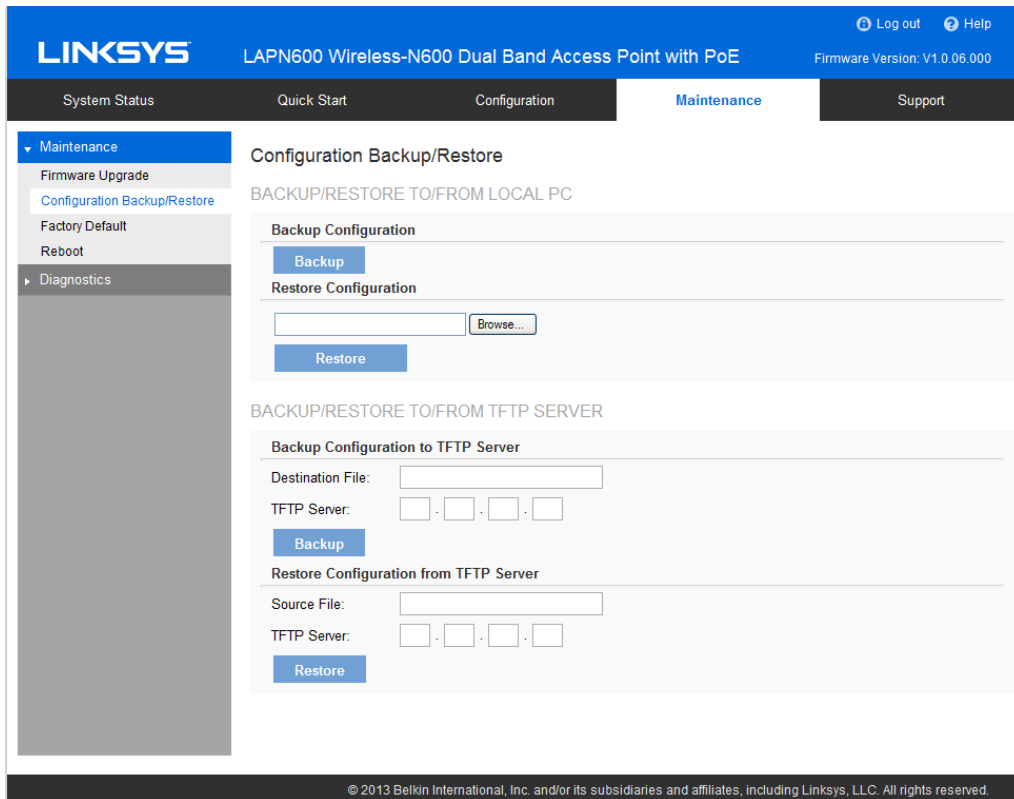 Log out Help
LINKSYS LAPN600 Wireless-N600 Dual Band Access Point with PoE Firmware Version: V1.0.06.000
System Status Quick Start Configuration Maintenance Support
Maintenance
Firmware Upgrade
Configuration Backup/Restore
Factory Default
Reboot
Diagnostics
Configuration Backup/Restore
BACKUP/RESTORE TO/FROM LOCAL PC
Backup Configuration
Backup
Restore Configuration
Browse...
Restore
BACKUP/RESTORE TO/FROM TFTP SERVER
Backup Configuration to TFTP Server
Destination File:
TFTP Server: . . .
Backup
Restore Configuration from TFTP Server
Source File:
TFTP Server: . . .
Restore
© 2013 Belkin International, Inc. and/or its subsidiaries and affiliates, including Linksys, LLC. All rights reserved.